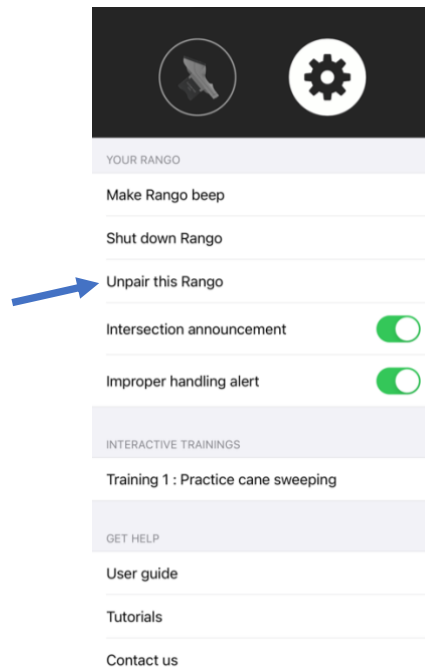 YOUR RANGO
Make Rango beep
Shut down Rango
Unpair this Rango
Intersection announcement
Improper handling alert
INTERACTIVE TRAININGS
Training 1 : Practice cane sweeping
GET HELP
User guide
Tutorials
Contact us